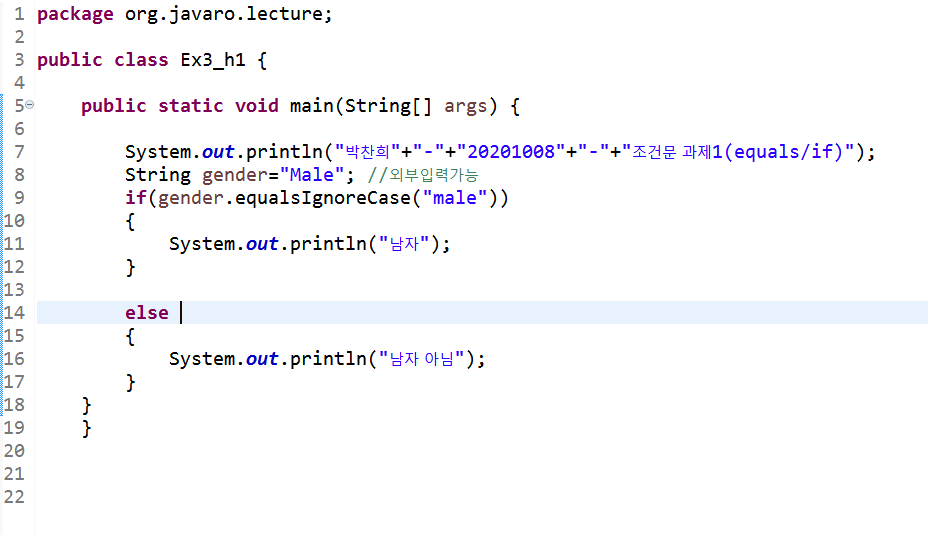 1 package org.javaro.lecture;
2
3 public class Ex3_h1 {
4
5 public static void main(String[] args) {
6
7 System.out.println("박찬희"+"-"+"20201008"+"-"+"조건문 과제1(equals/if)");
8 String gender="Male"; //외부입력가능
9 if(gender.equalsIgnoreCase("male"))
10 {
11 System.out.println("남자");
12 }
13
14 else
15 {
16 System.out.println("남자 아님");
17 }
18 }
19 }
20
21
22